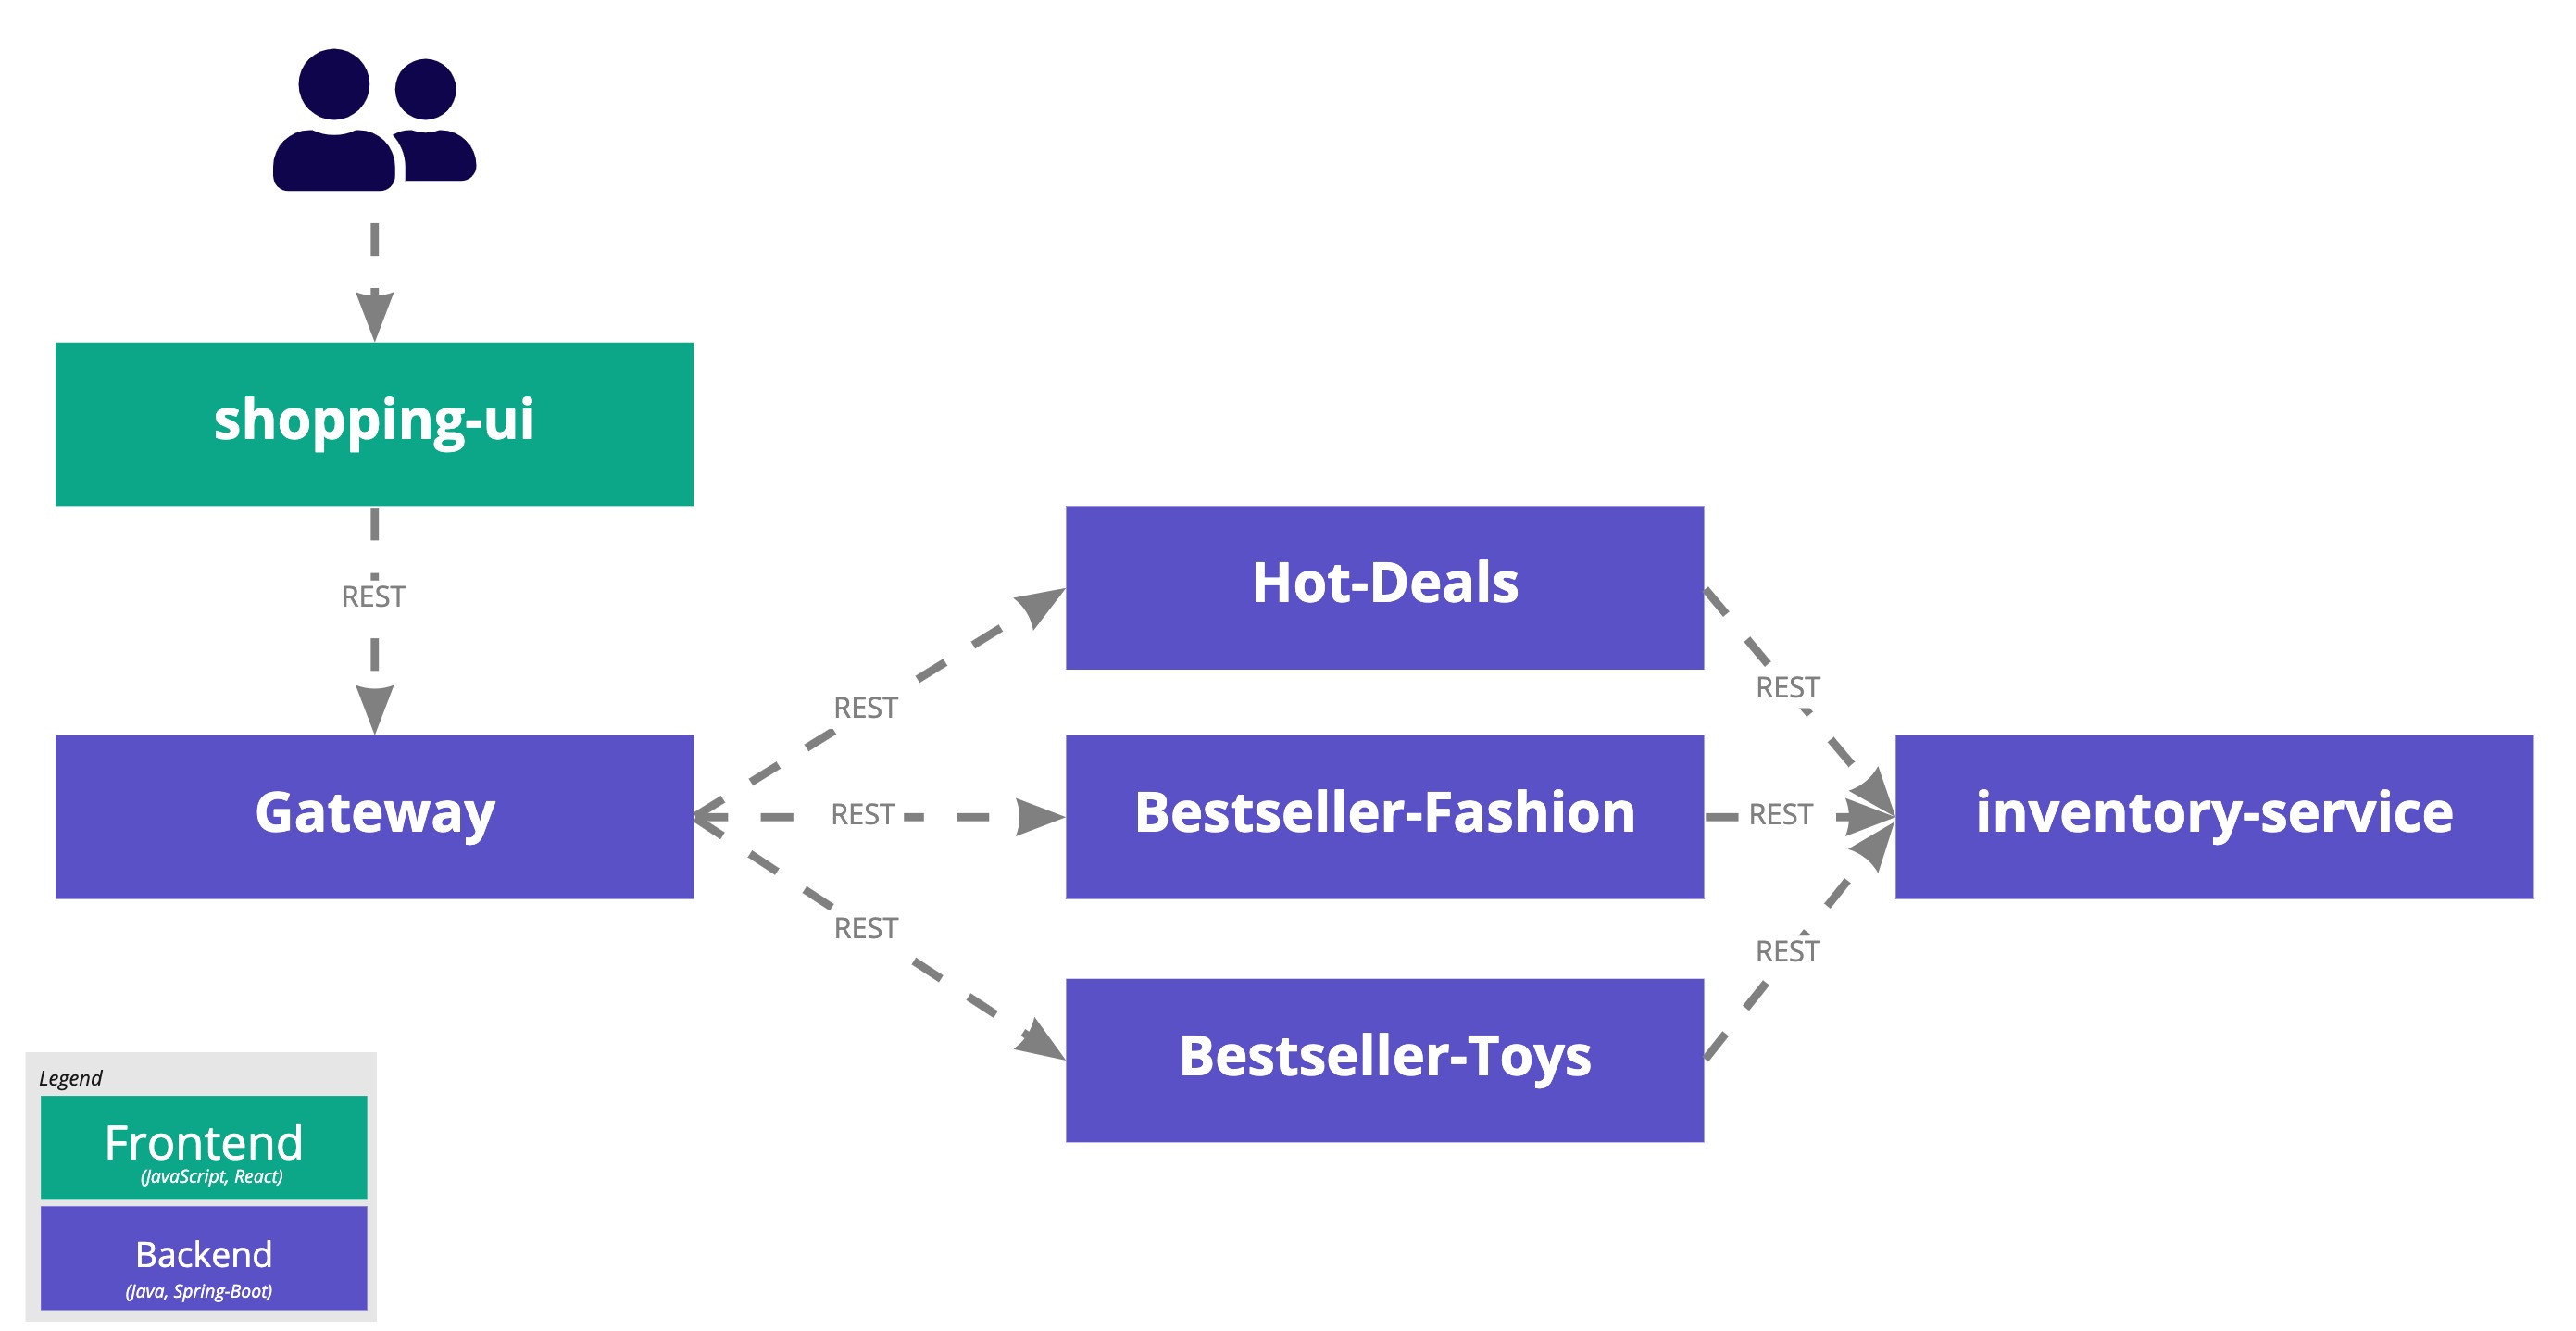 shopping-ui
REST
Gateway
REST
REST
REST
Hot-Deals
Bestseller-Fashion
Bestseller-Toys
REST
REST
REST
inventory-service
Legend
Frontend
(JavaScript, React)
Backend
(Java, Spring-Boot)